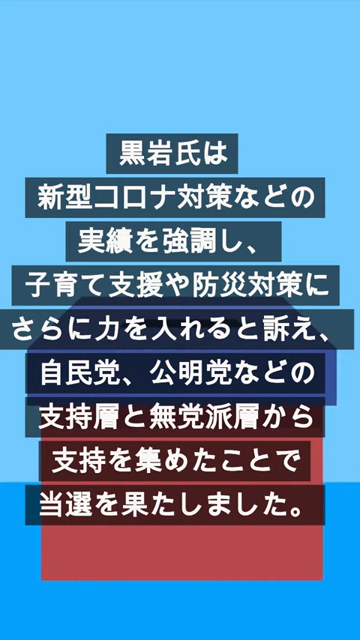 黒岩氏は
新型コロナ対策などの
実績を強調し、
子育て支援や防災対策に
さらに力を入れると訴え、
自民党、公明党などの
支持層と無党派層から
支持を集めたことで
当選を果たしました。